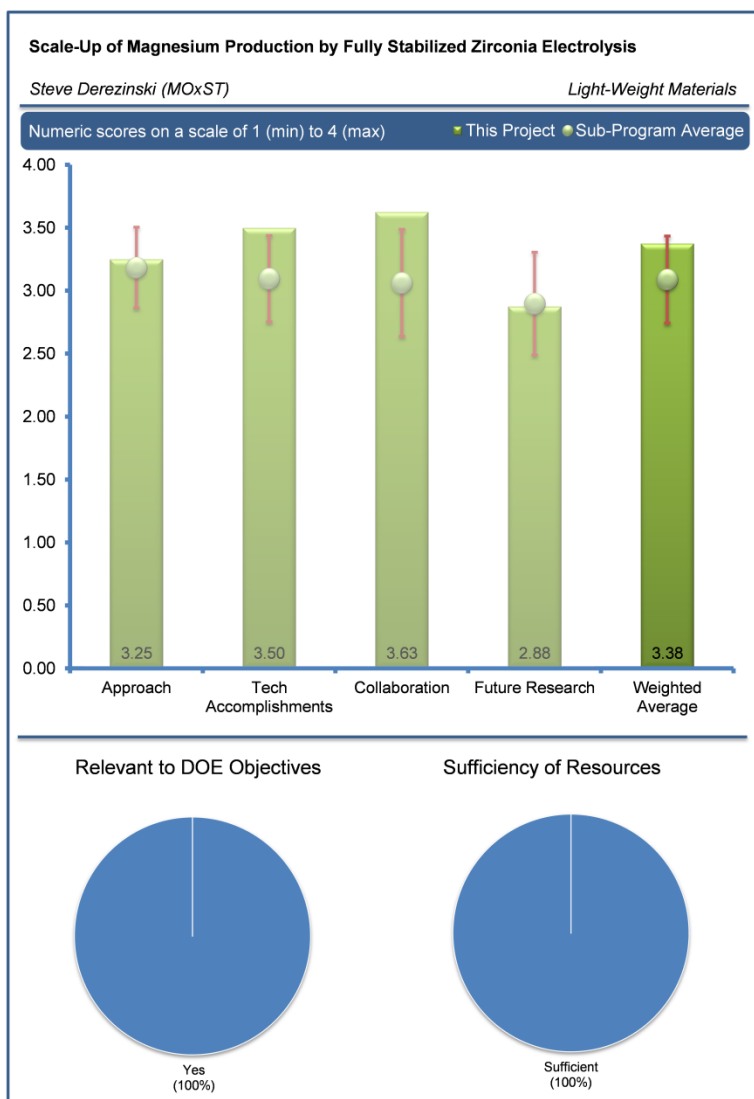 Scale-Up of Magnesium Production by Fully Stabilized Zirconia Electrolysis
Steve Derezinski (MOxST) Light-Weight Materials
Numeric scores on a scale of 1 (min) to 4 (max) This Project Sub-Program Average
4.00
3.50
3.00
2.50
2.00
1.50
1.00
0.50
0.00
3.25 3.50 3.63 2.88 3.38
Approach Tech Collaboration Future Research Weighted
Accomplishments Average
Relevant to DOE Objectives Sufficiency of Resources
Yes Sufficient
(100%) (100%)